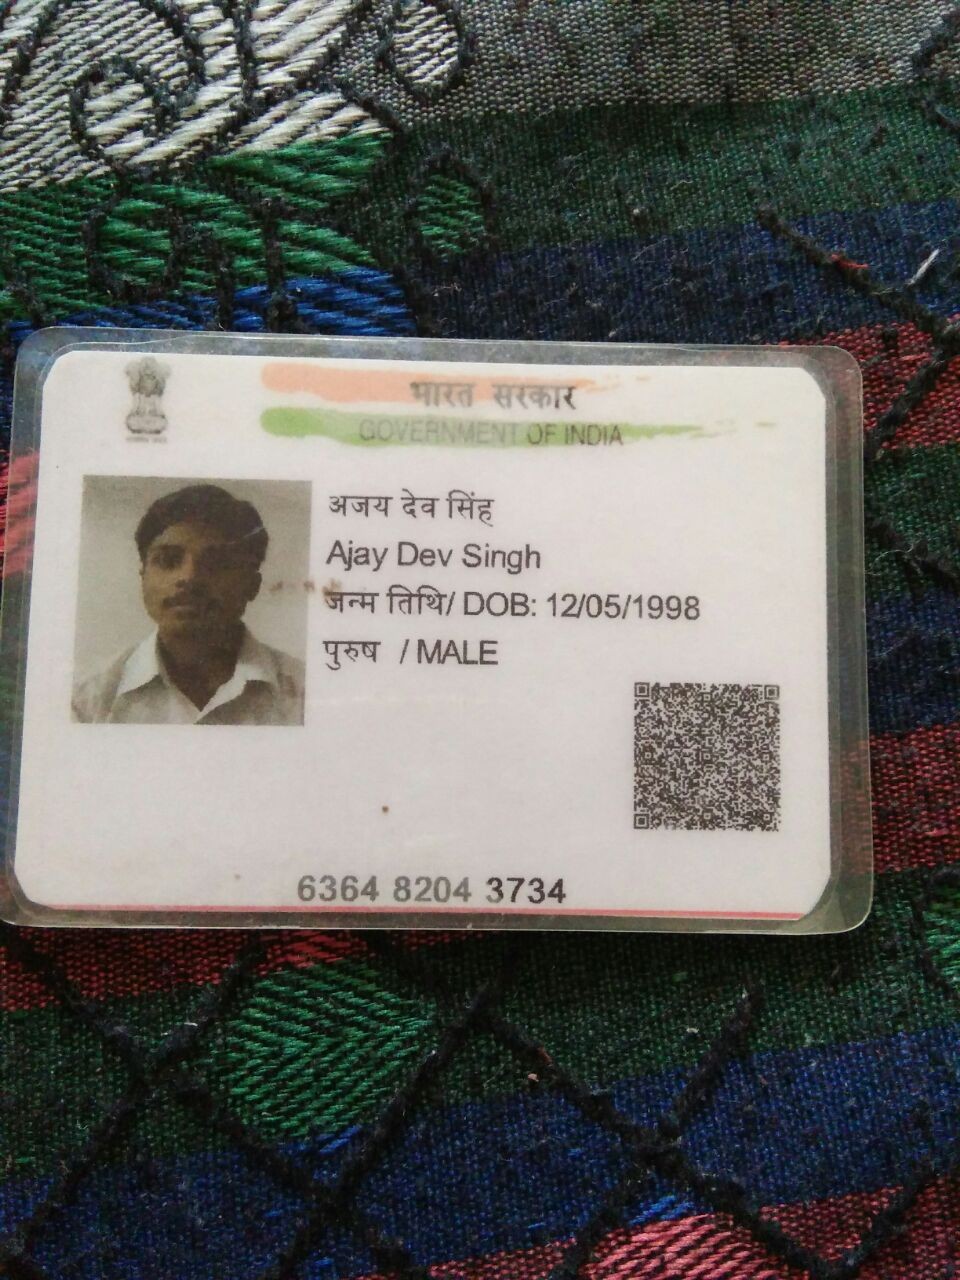 भारत सरकार
GOVERNMENT OF INDIA
अजय देव सिंह
Ajay Dev Singh
जन्म तिथि/ DOB: 12/05/1998
पुरुष / MALE
6364 8204 3734